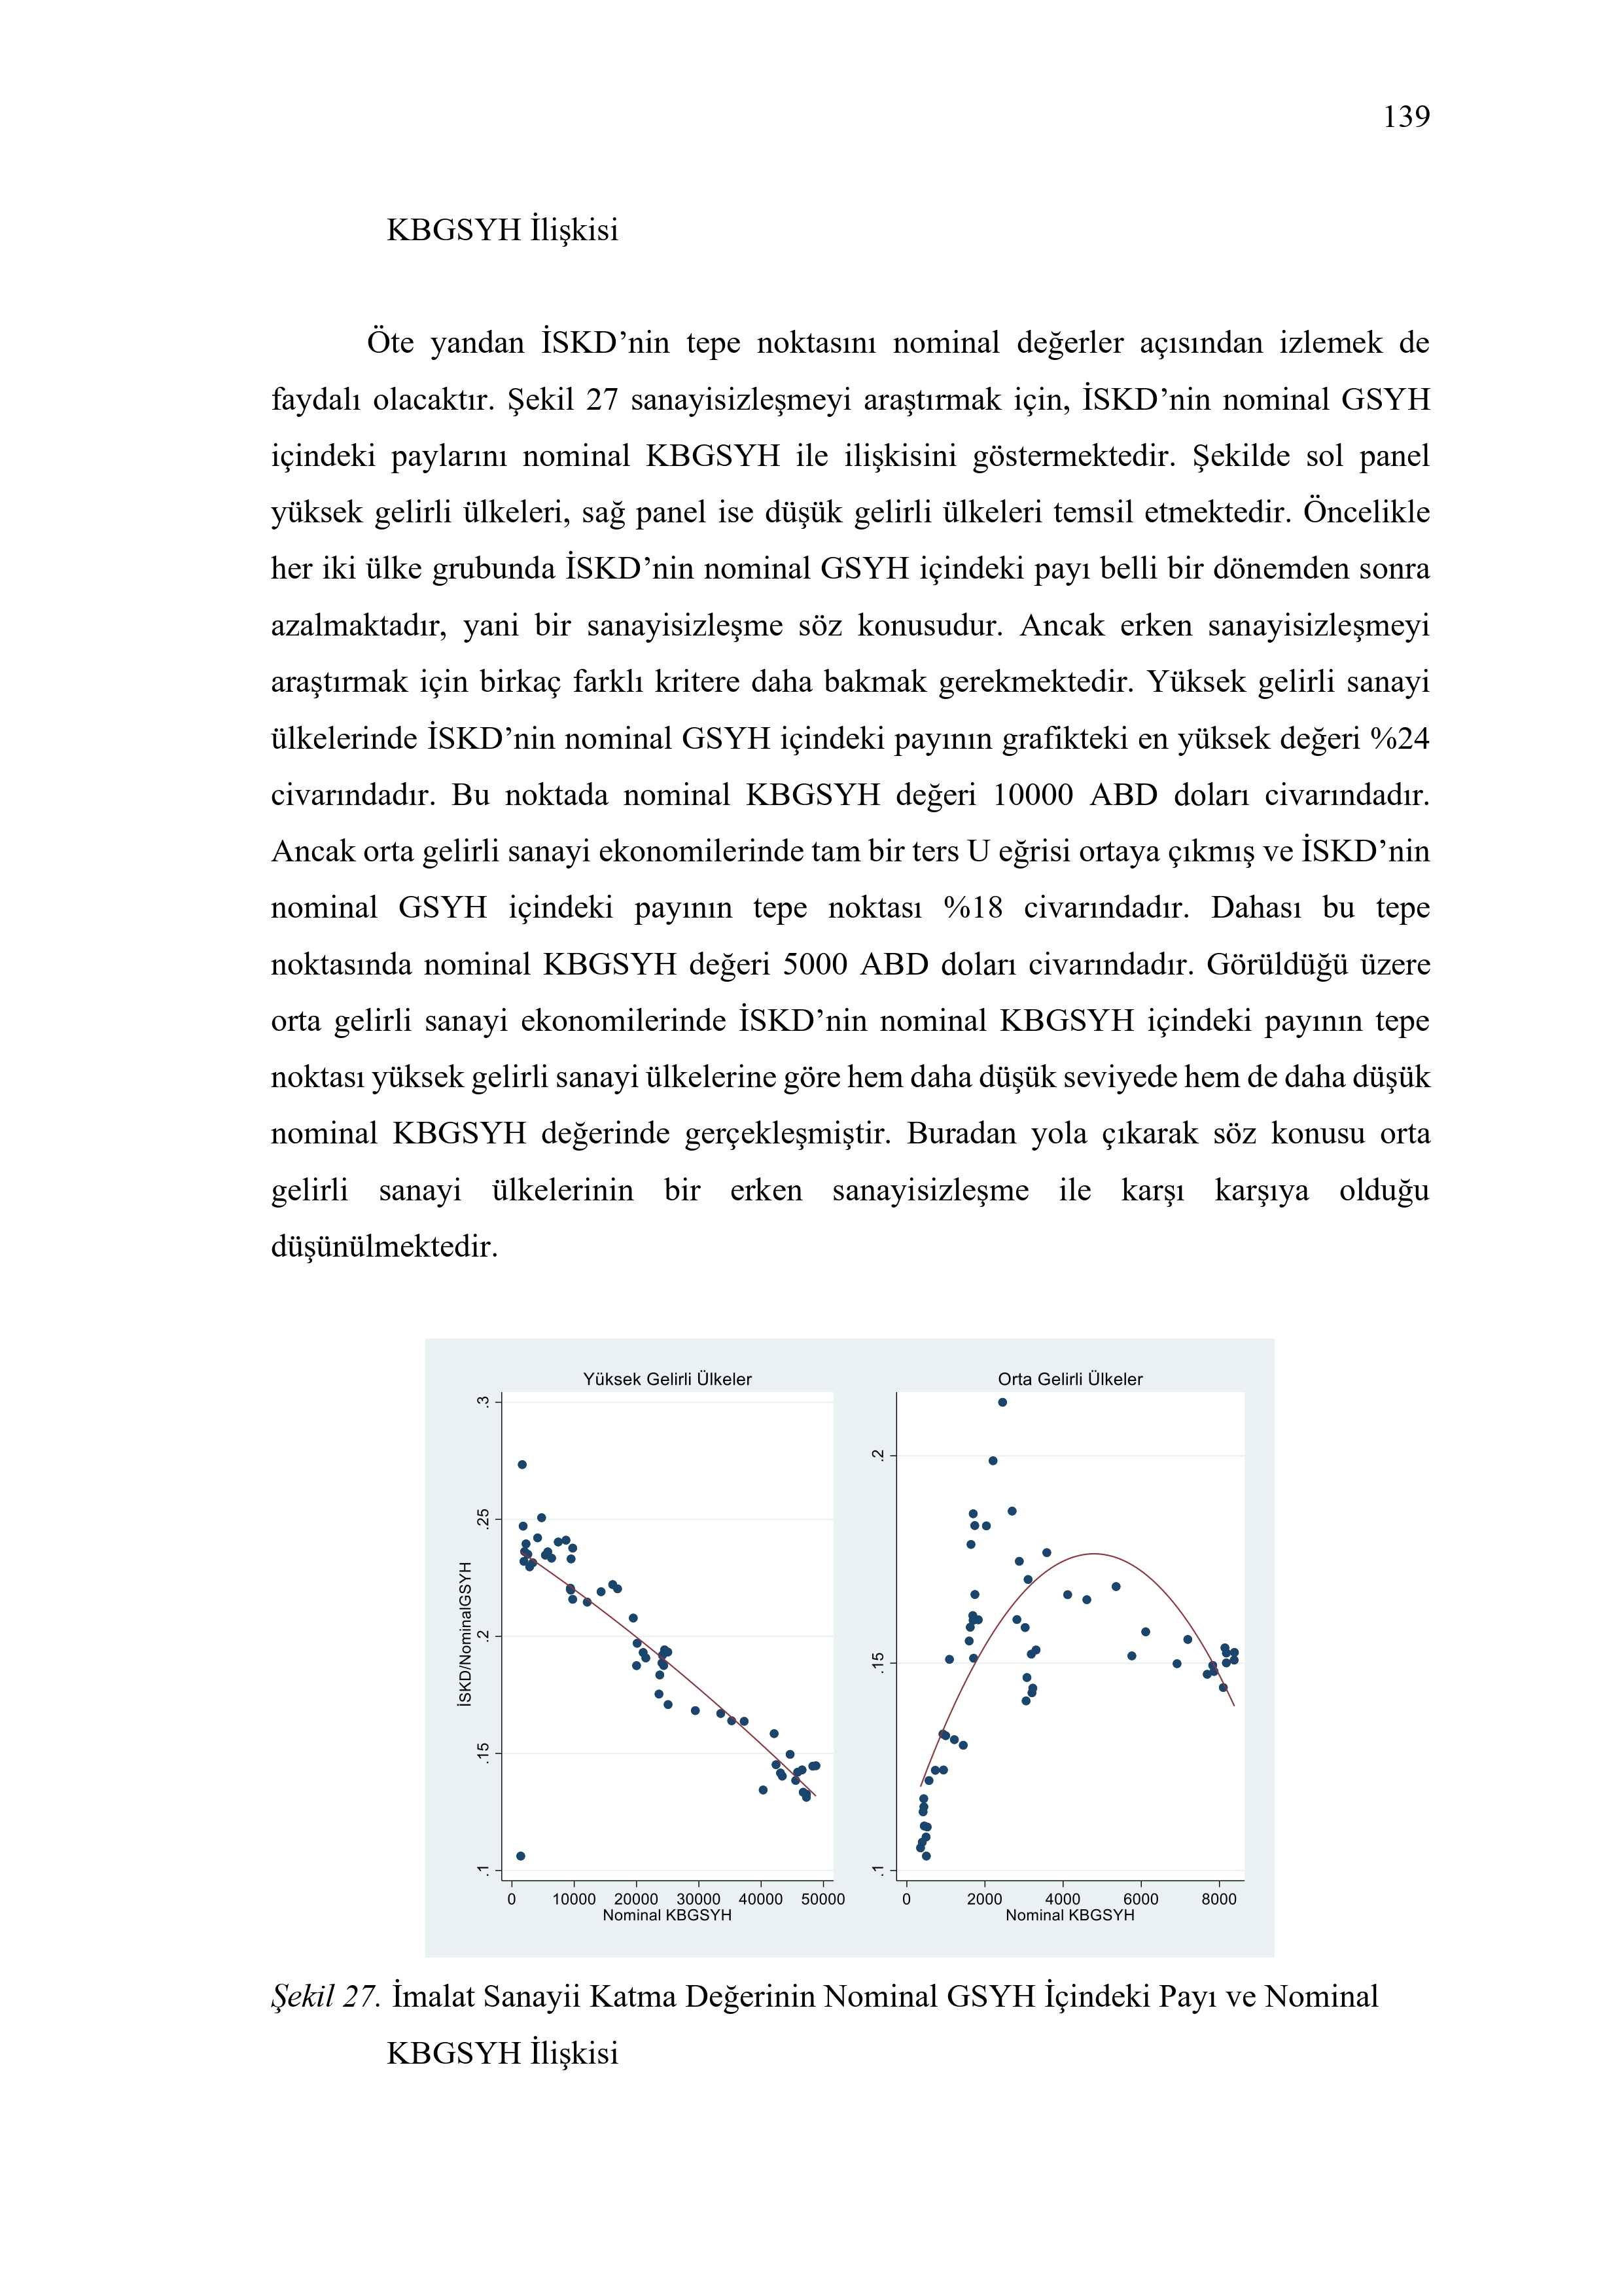 139
KBGSYH İlişkisi
Öte yandan İSKD’nin tepe noktasını nominal değerler açısından izlemek de
faydalı olacaktır. Şekil 27 sanayisizleşmeyi araştırmak için, İSKD’nin nominal GSYH
içindeki paylarını nominal KBGSYH ile ilişkisini göstermektedir. Şekilde sol panel
yüksek gelirli ülkeleri, sağ panel ise düşük gelirli ülkeleri temsil etmektedir. Öncelikle
her iki ülke grubunda İSKD’nin nominal GSYH içindeki payı belli bir dönemden sonra
azalmaktadır, yani bir sanayisizleşme söz konusudur. Ancak erken sanayisizleşmeyi
araştırmak için birkaç farklı kritere daha bakmak gerekmektedir. Yüksek gelirli sanayi
ülkelerinde İSKD’nin nominal GSYH içindeki payının grafikteki en yüksek değeri %24
civarındadır. Bu noktada nominal KBGSYH değeri 10000 ABD doları civarındadır.
Ancak orta gelirli sanayi ekonomilerinde tam bir ters U eğrisi ortaya çıkmış ve İSKD’nin
nominal GSYH içindeki payının tepe noktası %18 civarındadır. Dahası bu tepe
noktasında nominal KBGSYH değeri 5000 ABD doları civarındadır. Görüldüğü üzere
orta gelirli sanayi ekonomilerinde İSKD’nin nominal KBGSYH içindeki payının tepe
noktası yüksek gelirli sanayi ülkelerine göre hem daha düşük seviyede hem de daha düşük
nominal KBGSYH değerinde gerçekleşmiştir. Buradan yola çıkarak söz konusu orta
gelirli sanayi ülkelerinin bir erken sanayisizleşme ile karşı karşıya olduğu
düşünülmektedir.
Yüksek Gelirli Ülkeler
İSKD/NominalGSYH
.3
.25
.2
.15
.1
0 10000 20000 30000 40000 50000
Nominal KBGSYH
Orta Gelirli Ülkeler
.2
.15
.1
0 2000 4000 6000 8000
Nominal KBGSYH
Şekil 27. İmalat Sanayii Katma Değerinin Nominal GSYH İçindeki Payı ve Nominal
KBGSYH İlişkisi